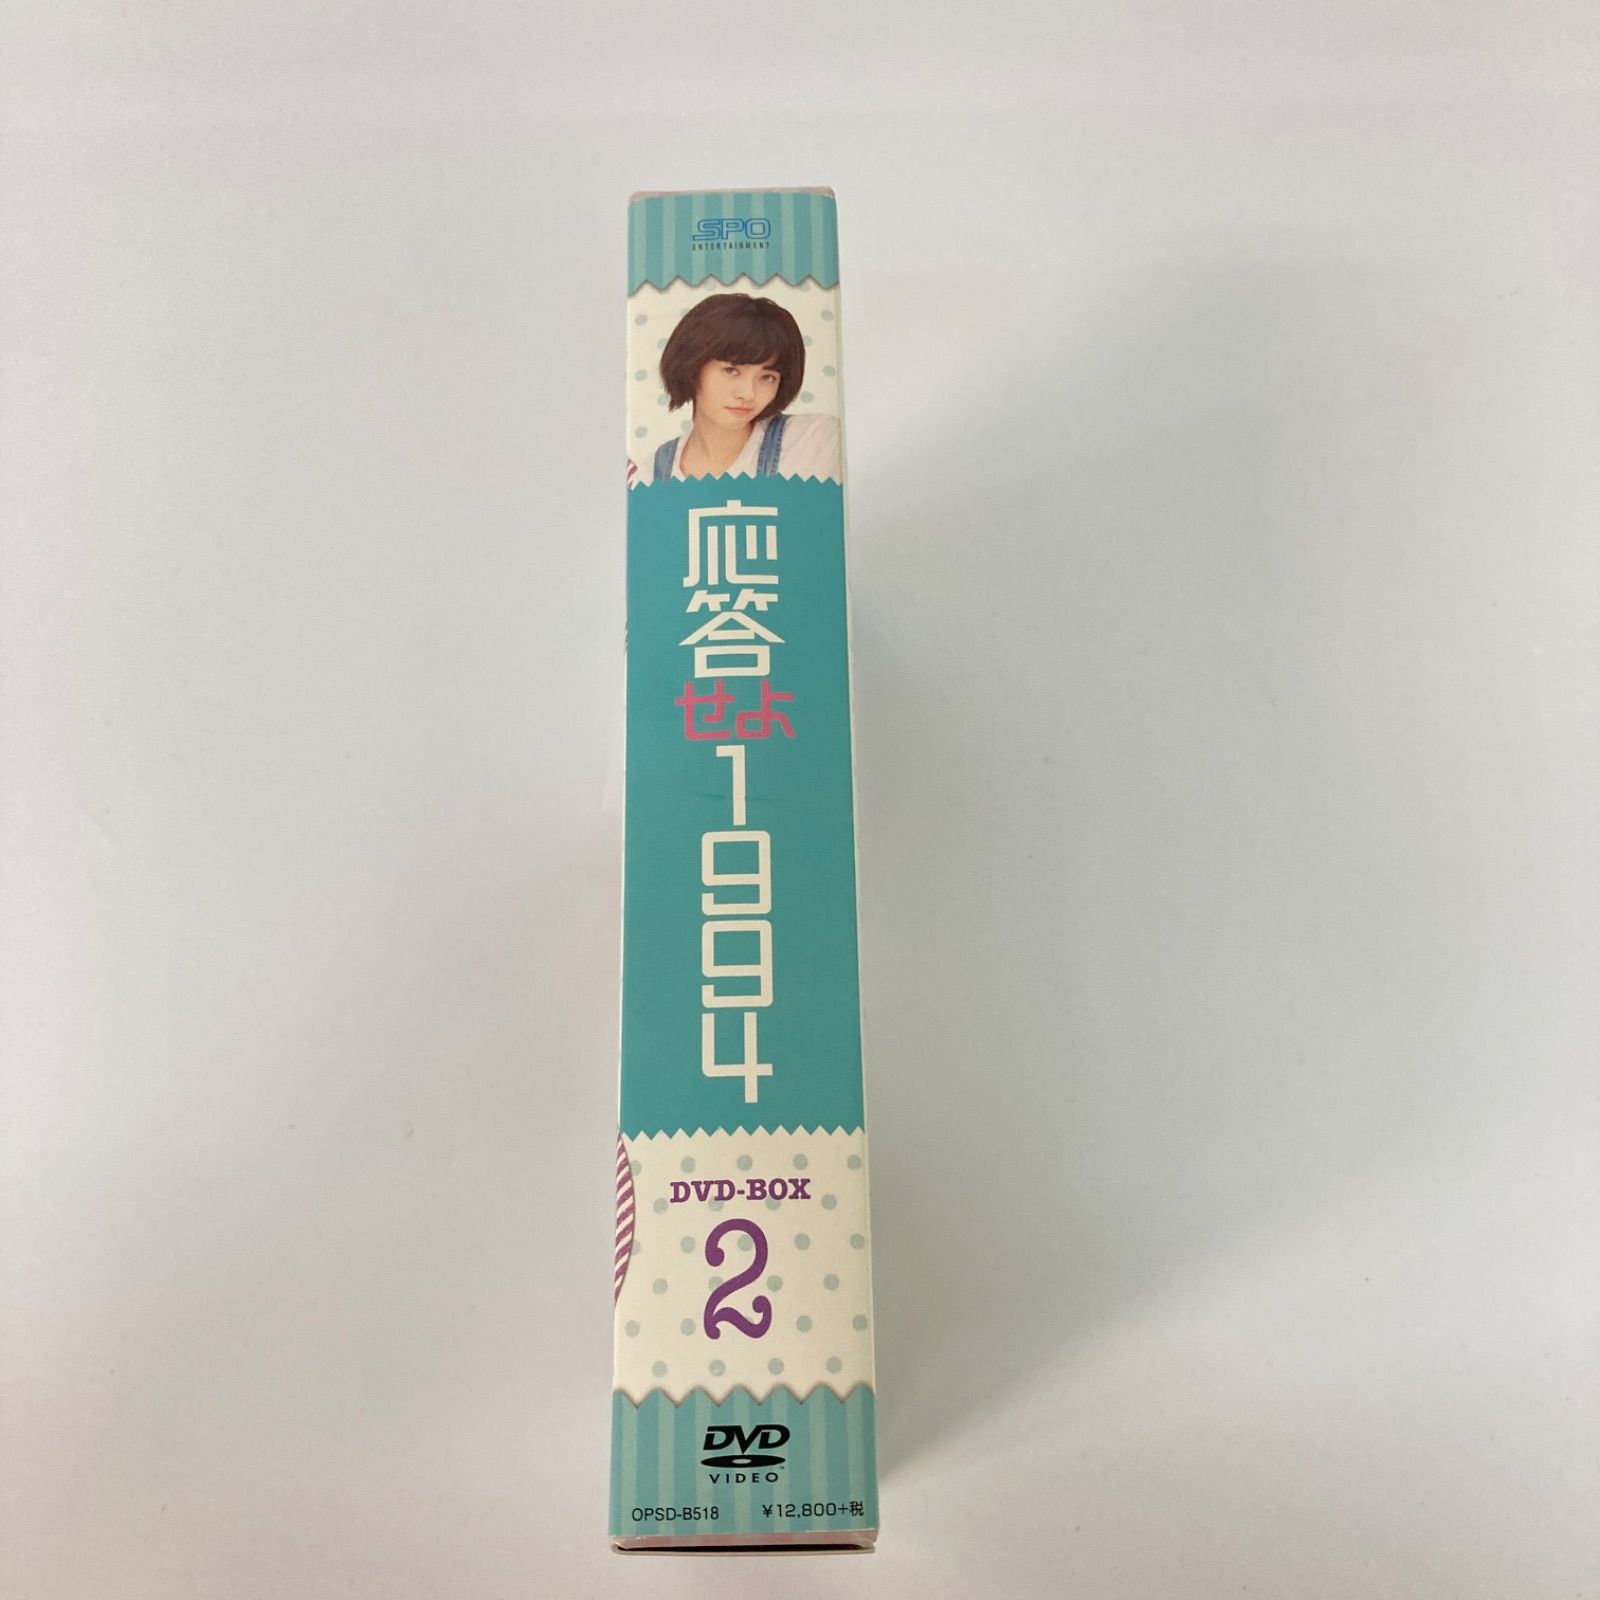 SPO
ENTERTAINMENT
応答せよ1994
DVD-BOX
2
DVD
VIDEO
OPSD-B518 ¥12,800+税